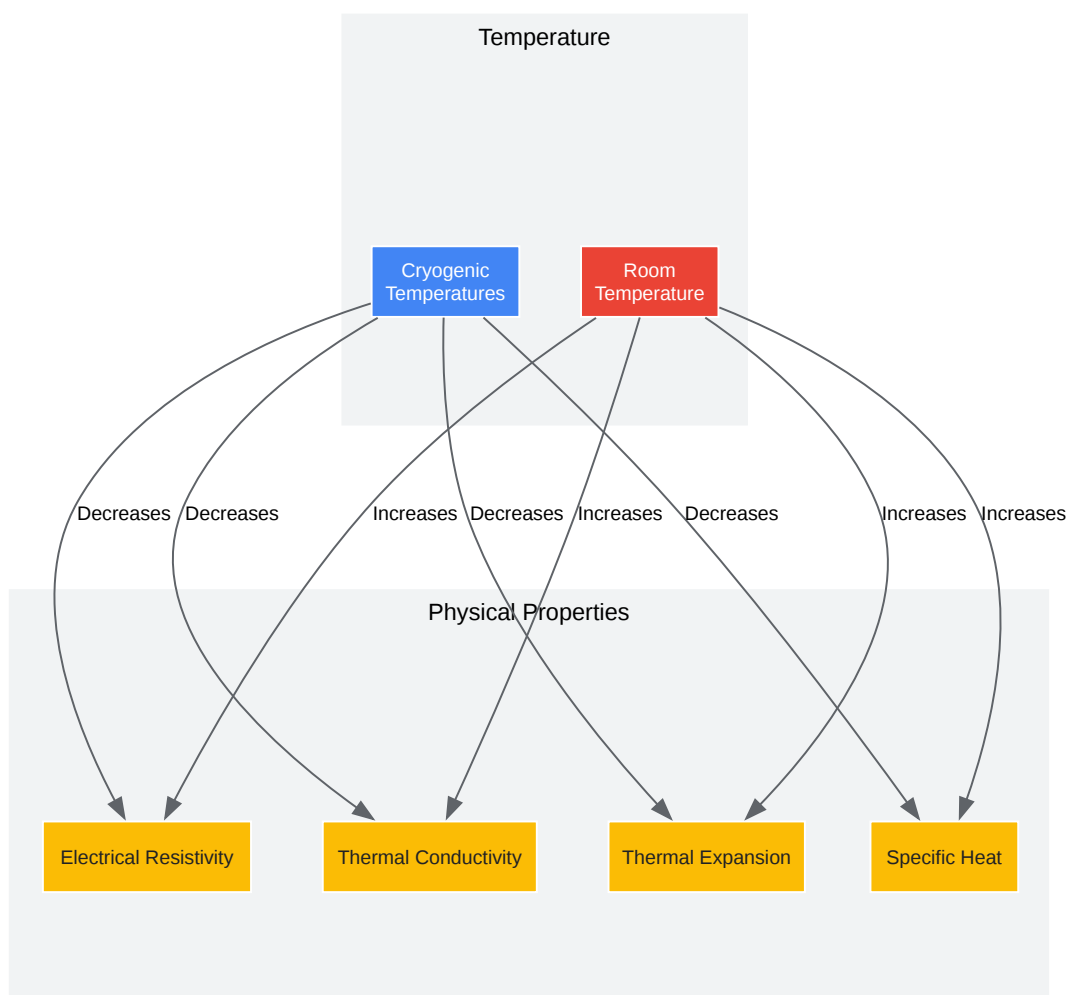 Temperature
Cryogenic
Temperatures
Room
Temperature
Decreases
Decreases
Increases
Decreases
Increases
Decreases
Increases
Increases
Physical Properties
Electrical Resistivity
Thermal Conductivity
Thermal Expansion
Specific Heat